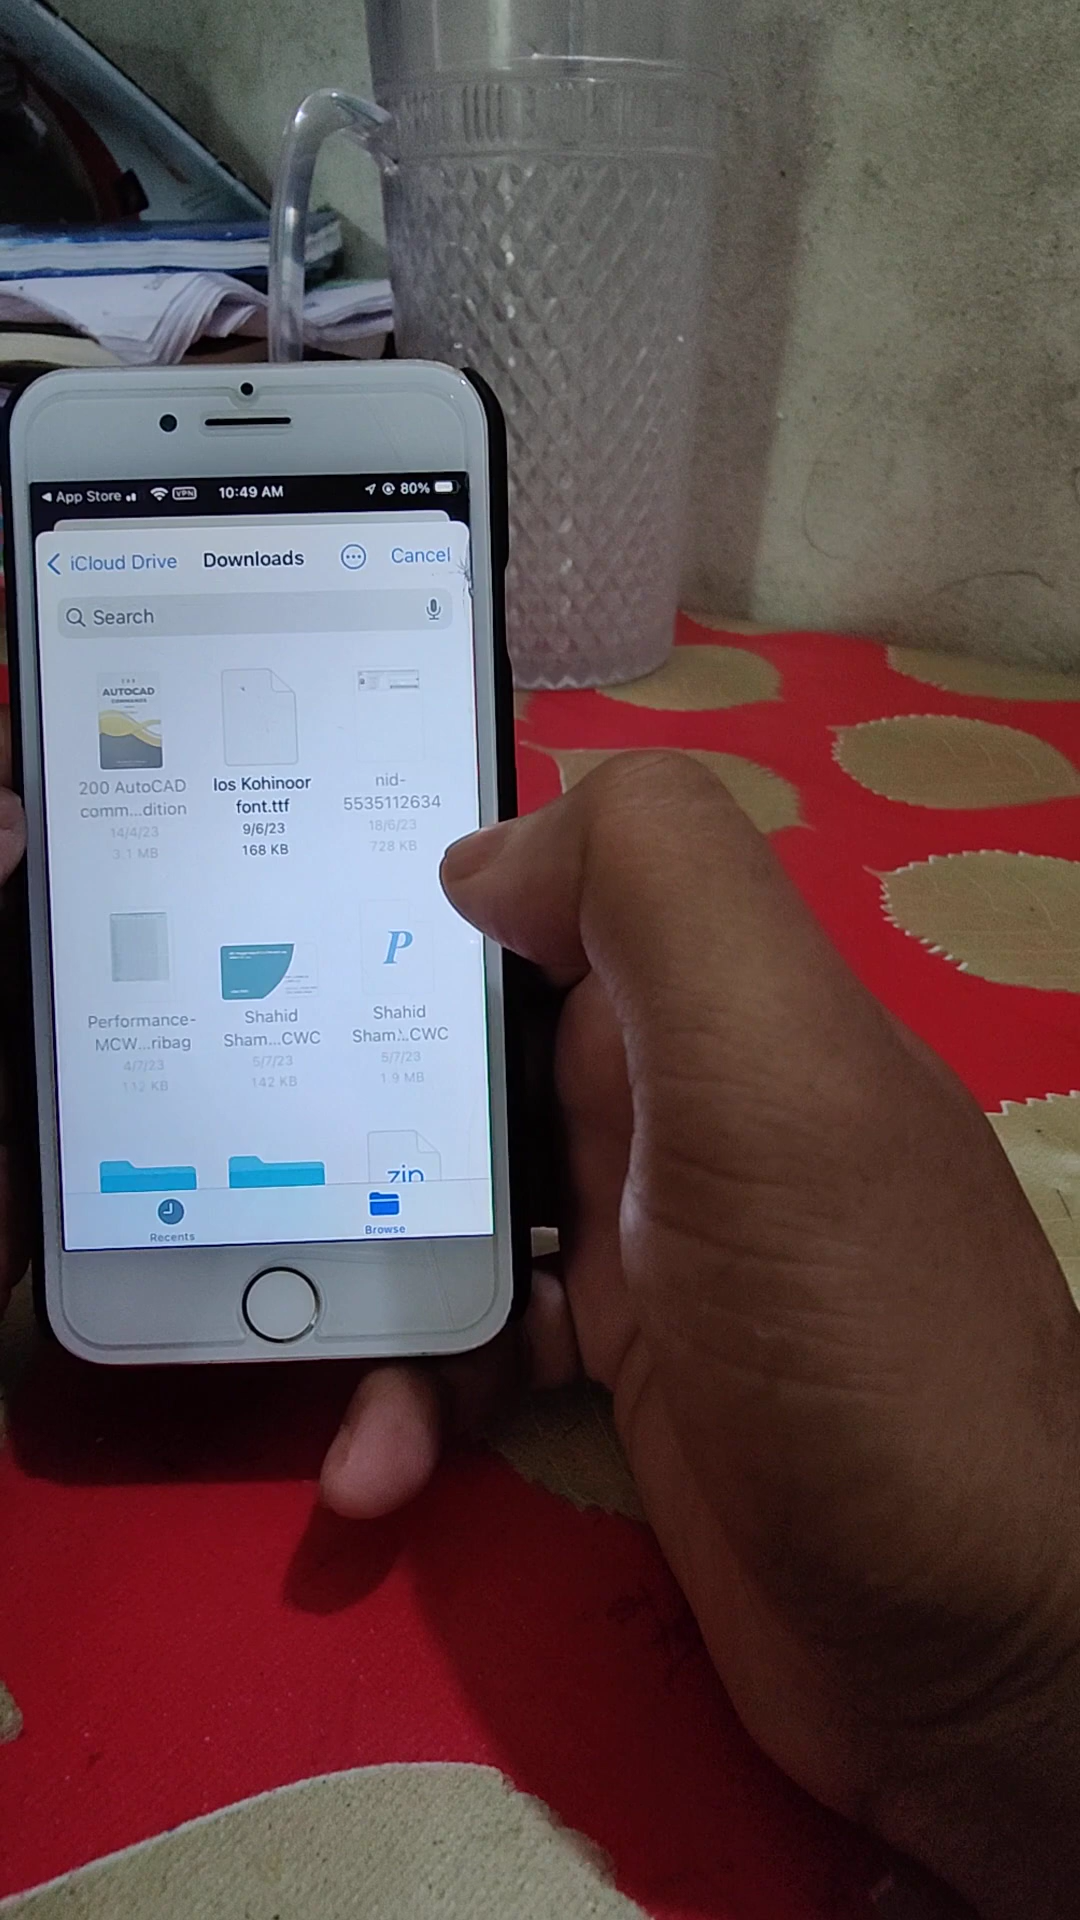 App Store
VPN
10:49 AM
80%
iCloud Drive
Downloads
Cancel
Search
AUTOCAD
COMMANDS
200 AutoCAD
comm...dition
14/4/23
3.1 MB
Ios Kohinoor
font.ttf
9/6/23
168 KB
nid-
5535112634
18/6/23
728 KB
Performance-
MCW...ribag
4/7/23
112 KB
Shahid
Sham...CWC
5/7/23
142 KB
P
Shahid
Sham...CWC
5/7/23
1.9 MB
zip
Recents
Browse